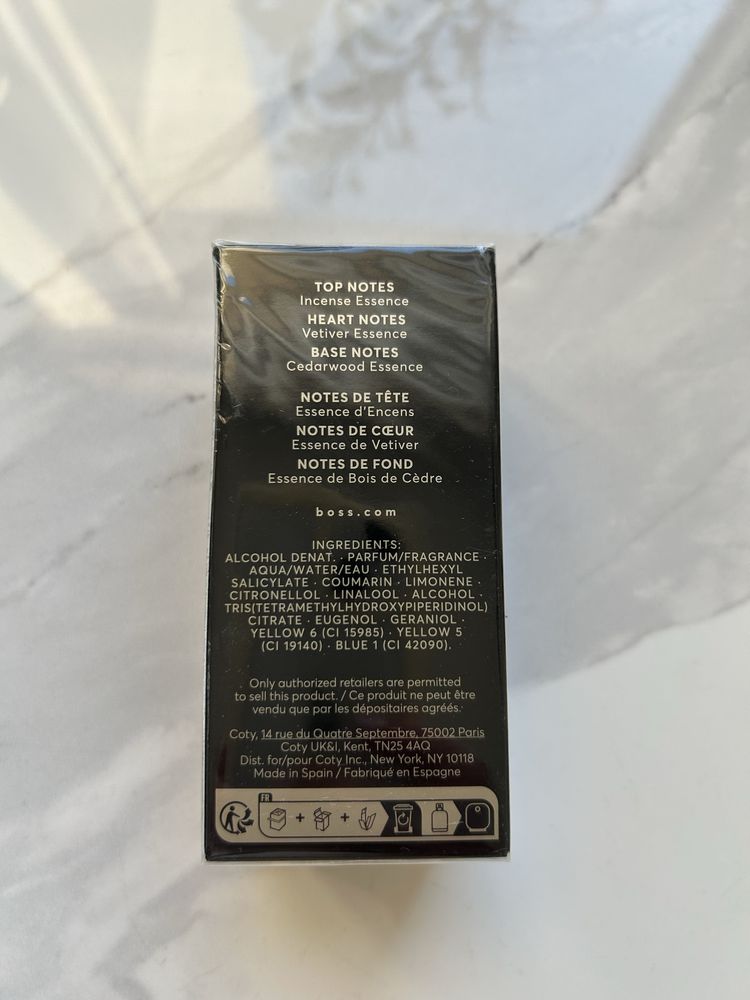 TOP NOTES
Incense Essence
HEART NOTES
Vetiver Essence
BASE NOTES
Cedarwood Essence
NOTES DE TÊTE
Essence d'Encens
NOTES DE CŒUR
Essence de Vetiver
NOTES DE FOND
Essence de Bois de Cèdre
boss.com
INGREDIENTS:
ALCOHOL DENAT. · PARFUM/FRAGRANCE ·
AQUA/WATER/EAU · ETHYLHEXYL
SALICYLATE · COUMARIN · LIMONENE ·
CITRONELLOL · LINALOOL · ALCOHOL ·
TRIS(TETRAMETHYLHYDROXYPIPERIDINOL)
CITRATE · EUGENOL · GERANIOL ·
YELLOW 6 (CI 15985) · YELLOW 5
(CI 19140) · BLUE 1 (CI 42090).
Only authorized retailers are permitted
to sell this product. / Ce produit ne peut être
vendu que par les dépositaires agréés.
Coty, 14 rue du Quatre Septembre, 75002 Paris
Coty UK&I, Kent, TN25 4AQ
Dist. for/pour Coty Inc., New York, NY 10118
Made in Spain / Fabriqué en Espagne
FR
+ +